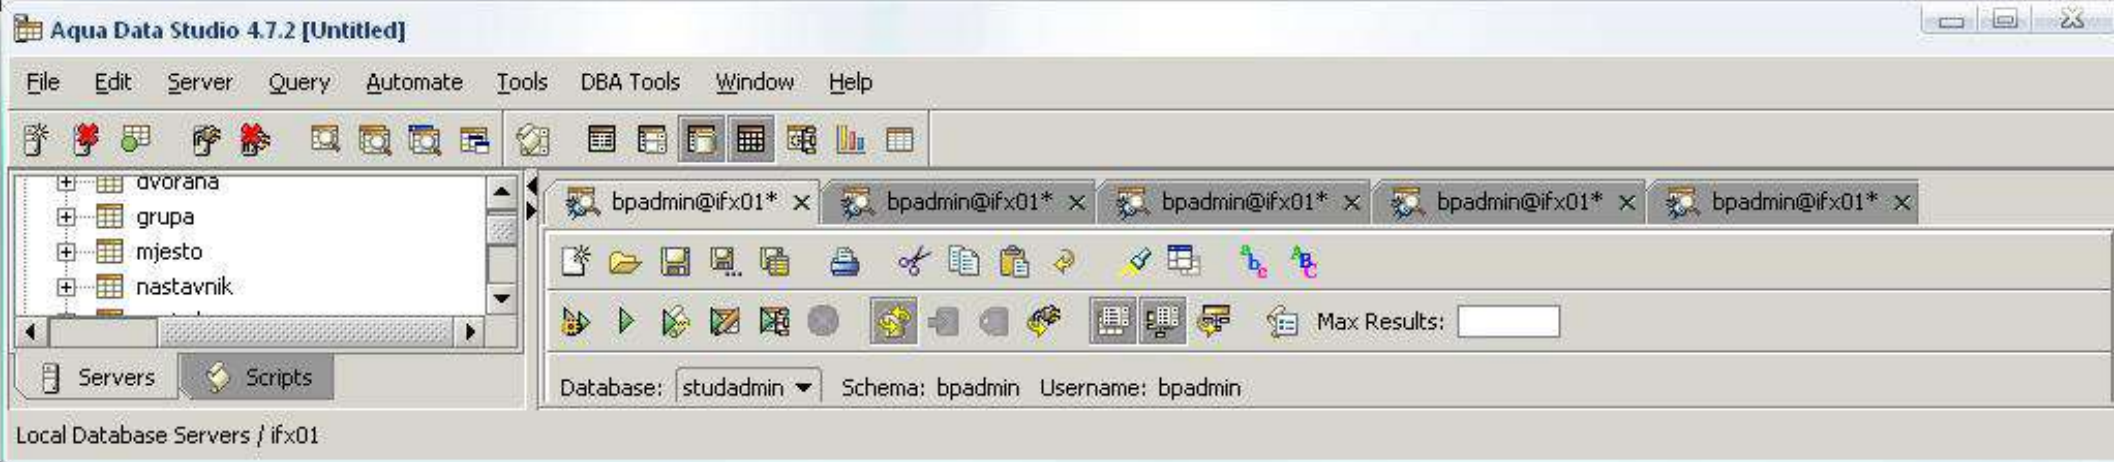 Aqua Data Studio 4.7.2 [Untitled]
File Edit Server Query Automate Tools DBA Tools Window Help
dvorana
grupa
mjesto
nastavnik
Servers Scripts
bpadmin@ifx01* bpadmin@ifx01* bpadmin@ifx01* bpadmin@ifx01* bpadmin@ifx01*
Max Results:
Database: studadmin Schema: bpadmin Username: bpadmin
Local Database Servers / ifx01